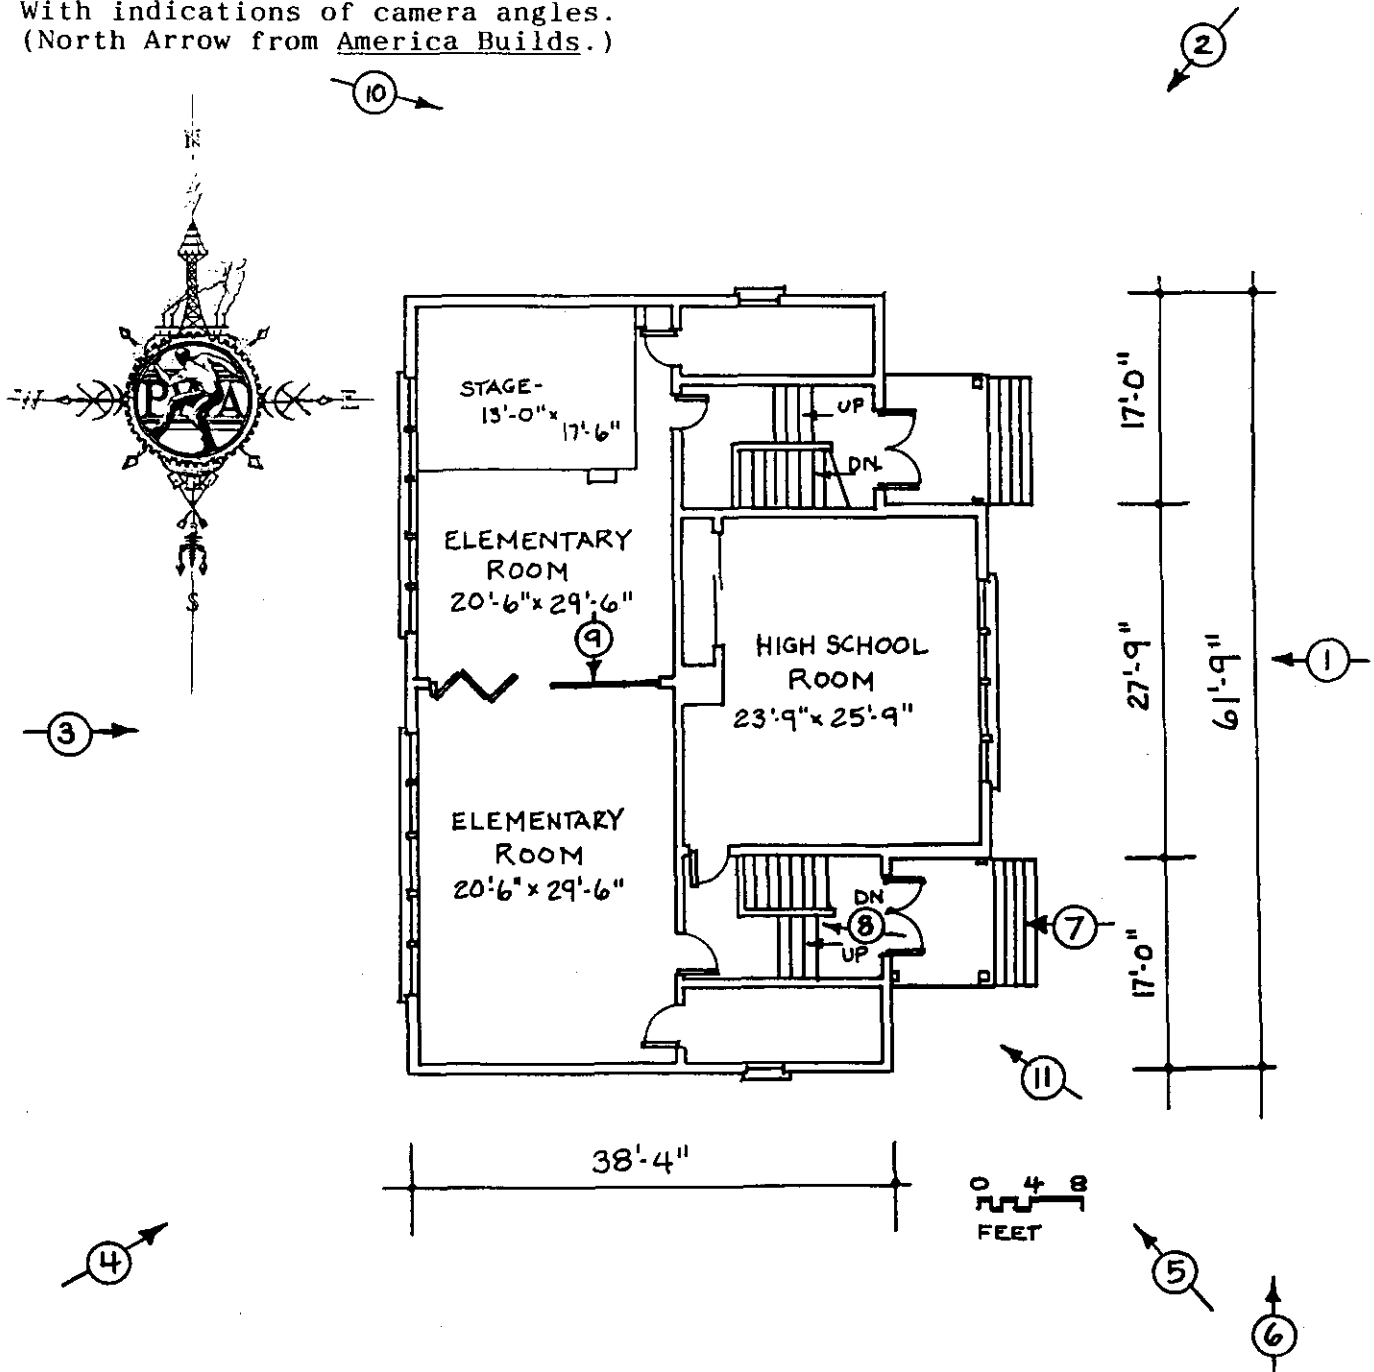 With indications of camera angles.
(North Arrow from America Builds.)
10
2
N
W
E
PWA
S
STAGE-
13'-0"x
17'-6"
UP
DN
17'-0"
ELEMENTARY
ROOM
20'-6"x 29'-6"
9
HIGH SCHOOL
ROOM
23'-9"x 25'-9"
27'-9"
61'-9"
1
3
ELEMENTARY
ROOM
20'-6"x 29'-6"
DN
8
UP
7
17'-0"
11
38'-4"
0 4 8
FEET
4
5
6